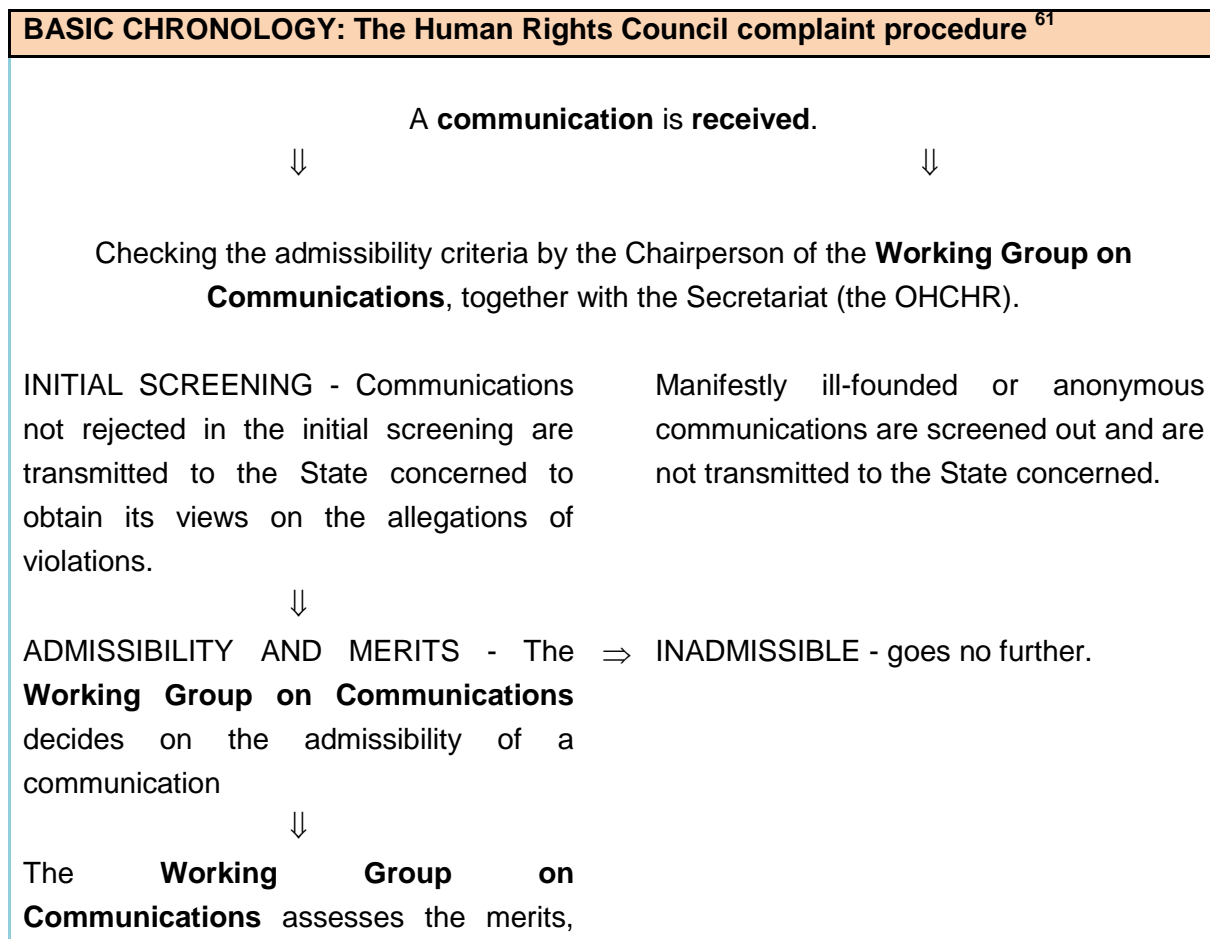 BASIC CHRONOLOGY: The Human Rights Council complaint procedure 61
A communication is received.
⇓ ⇓
Checking the admissibility criteria by the Chairperson of the Working Group on
Communications, together with the Secretariat (the OHCHR).
INITIAL SCREENING - Communications
not rejected in the initial screening are
transmitted to the State concerned to
obtain its views on the allegations of
violations.
Manifestly ill-founded or anonymous
communications are screened out and are
not transmitted to the State concerned.
⇓
ADMISSIBILITY AND MERITS - The
Working Group on Communications
decides on the admissibility of a
communication
⇒ INADMISSIBLE - goes no further.
⇓
The Working Group on
Communications assesses the merits,